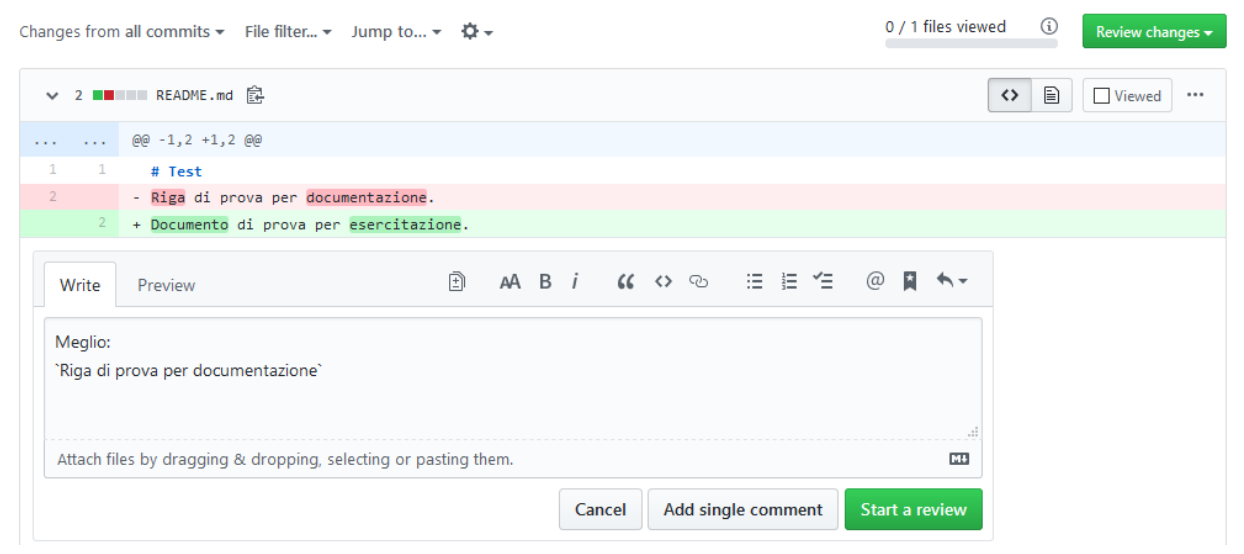 Changes from all commits File filter... Jump to... 0 / 1 files viewed Review changes
2 README.md <> Viewed ...
... ... @@ -1,2 +1,2 @@
1 1 # Test
2 - Riga di prova per documentazione.
2 + Documento di prova per esercitazione.
Write Preview AA B i “ <> @
Meglio:
`Riga di prova per documentazione`
Attach files by dragging & dropping, selecting or pasting them. M↓
Cancel Add single comment Start a review